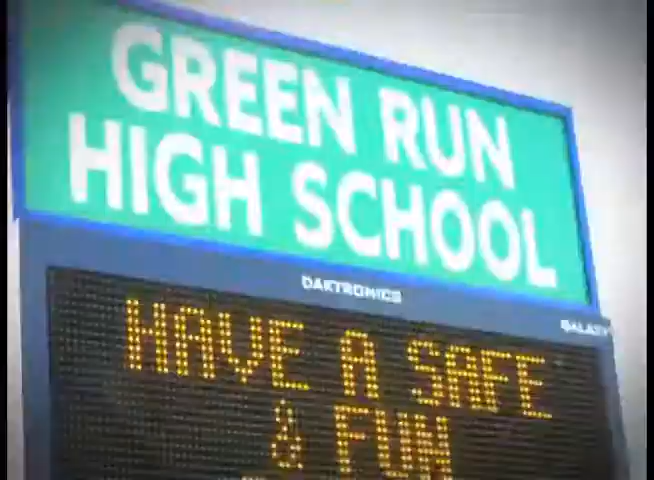 GREEN RUN
HIGH SCHOOL
DAKTRONICS
GALAXY
HAVE A SAFE
& FUN